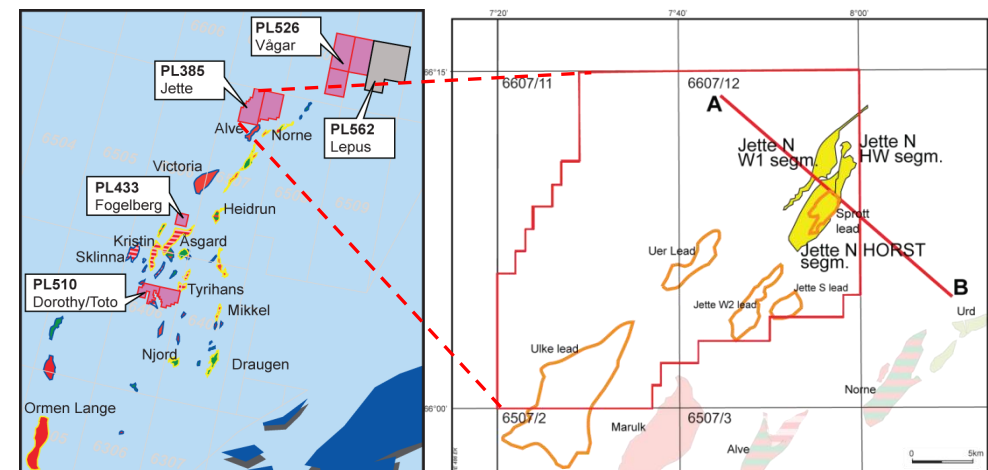 PL526
Vågar
PL385
Jette
PL562
Lepus
Alve
Norne
Victoria
PL433
Fogelberg
Heidrun
Kristin
Asgard
Sklinna
PL510
Dorothy/Toto
Tyrihans
Mikkel
Njord
Draugen
Ormen Lange
7°20'
7°40'
8°00'
66°15'
6607/11
6607/12
A
Jette N
W1 segm.
Jette N
HW segm.
Sprott
lead
Jette N HORST
segm.
Uer Lead
Jette W2 lead
Jette S lead
B
Urd
Ulke lead
Norne
66°00'
6507/2
6507/3
Marulk
Alve
0
5km